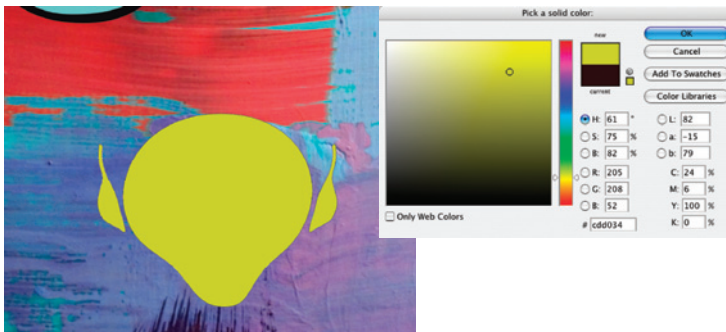 Pick a solid color:
new
current
OK
Cancel
Add To Swatches
Color Libraries
H: 61 °
S: 75 %
B: 82 %
R: 205
G: 208
B: 52
# cdd034
L: 82
a: -15
b: 79
C: 24 %
M: 6 %
Y: 100 %
K: 0 %
Only Web Colors